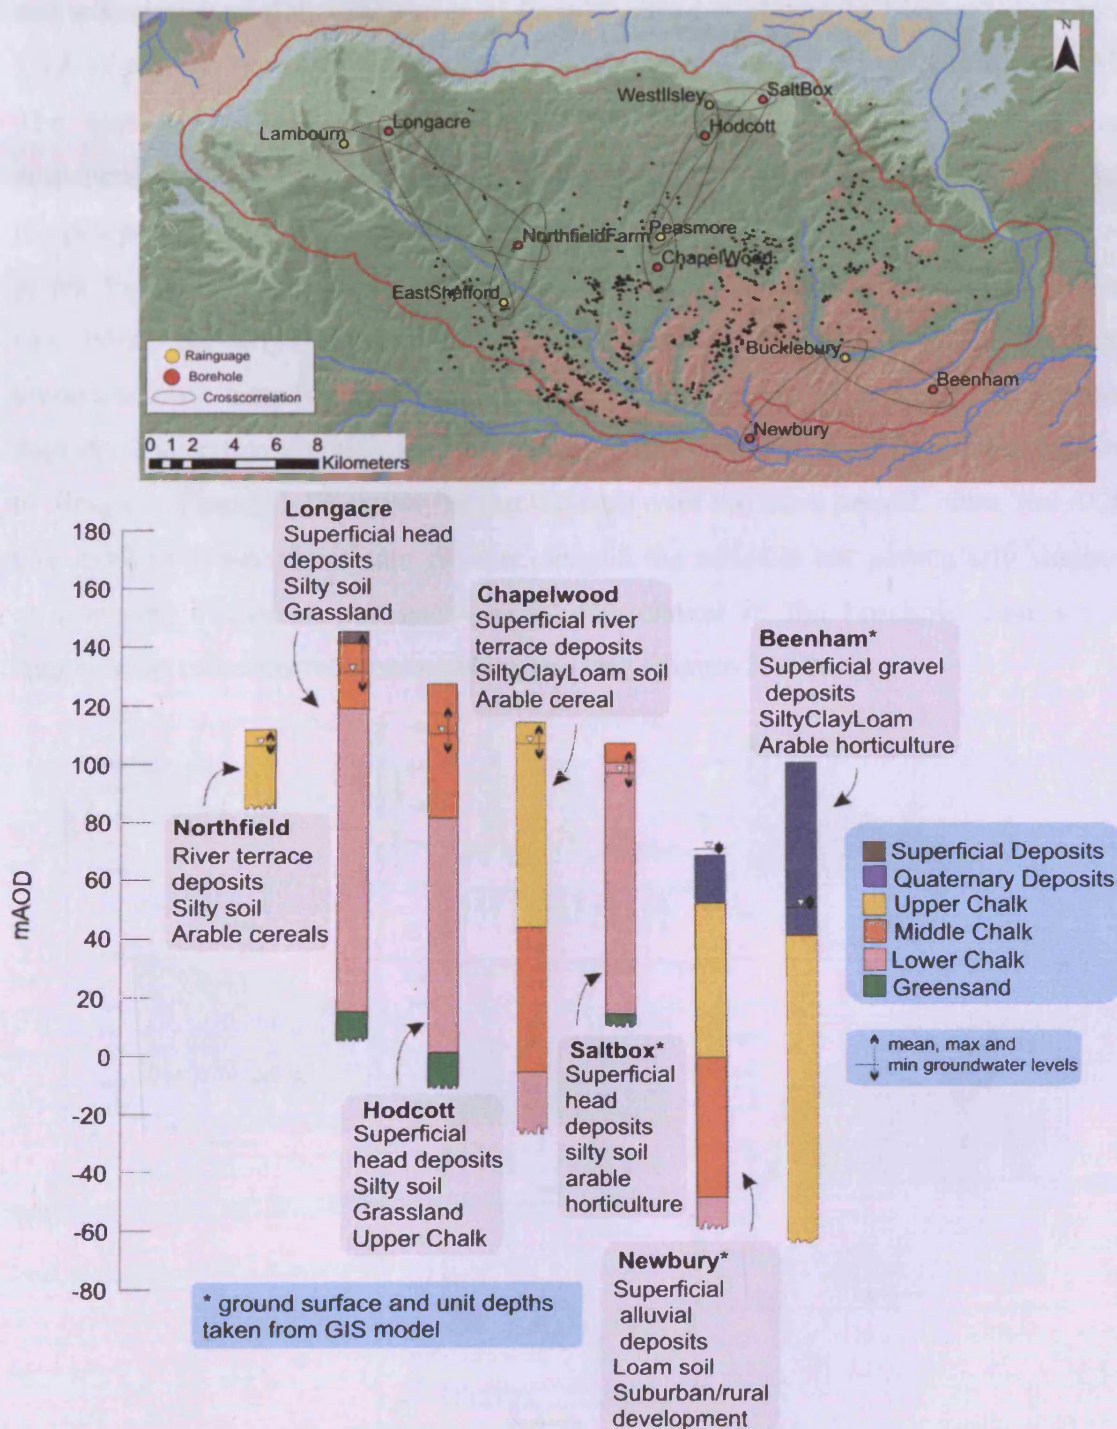 N
WestIlsley
SaltBox
Longacre
Hodcott
Lambourn
NorthfieldFarm
Peasmore
ChapelWood
EastShefford
Bucklebury
Beenham
Newbury
Rainguage
Borehole
Crosscorrelation
0 1 2 4 6 8
Kilometers
mAOD
180
160
140
120
100
80
60
40
20
0
-20
-40
-60
-80
Longacre
Superficial head
deposits
Silty soil
Grassland
Chapelwood
Superficial river
terrace deposits
SiltyClayLoam soil
Arable cereal
Beenham*
Superficial gravel
deposits
SiltyClayLoam
Arable horticulture
Northfield
River terrace
deposits
Silty soil
Arable cereals
Superficial Deposits
Quaternary Deposits
Upper Chalk
Middle Chalk
Lower Chalk
Greensand
mean, max and
min groundwater levels
Hodcott
Superficial
head deposits
Silty soil
Grassland
Upper Chalk
Saltbox*
Superficial
head
deposits
silty soil
arable
horticulture
Newbury*
Superficial
alluvial
deposits
Loam soil
Suburban/rural
development
* ground surface and unit depths
taken from GIS model